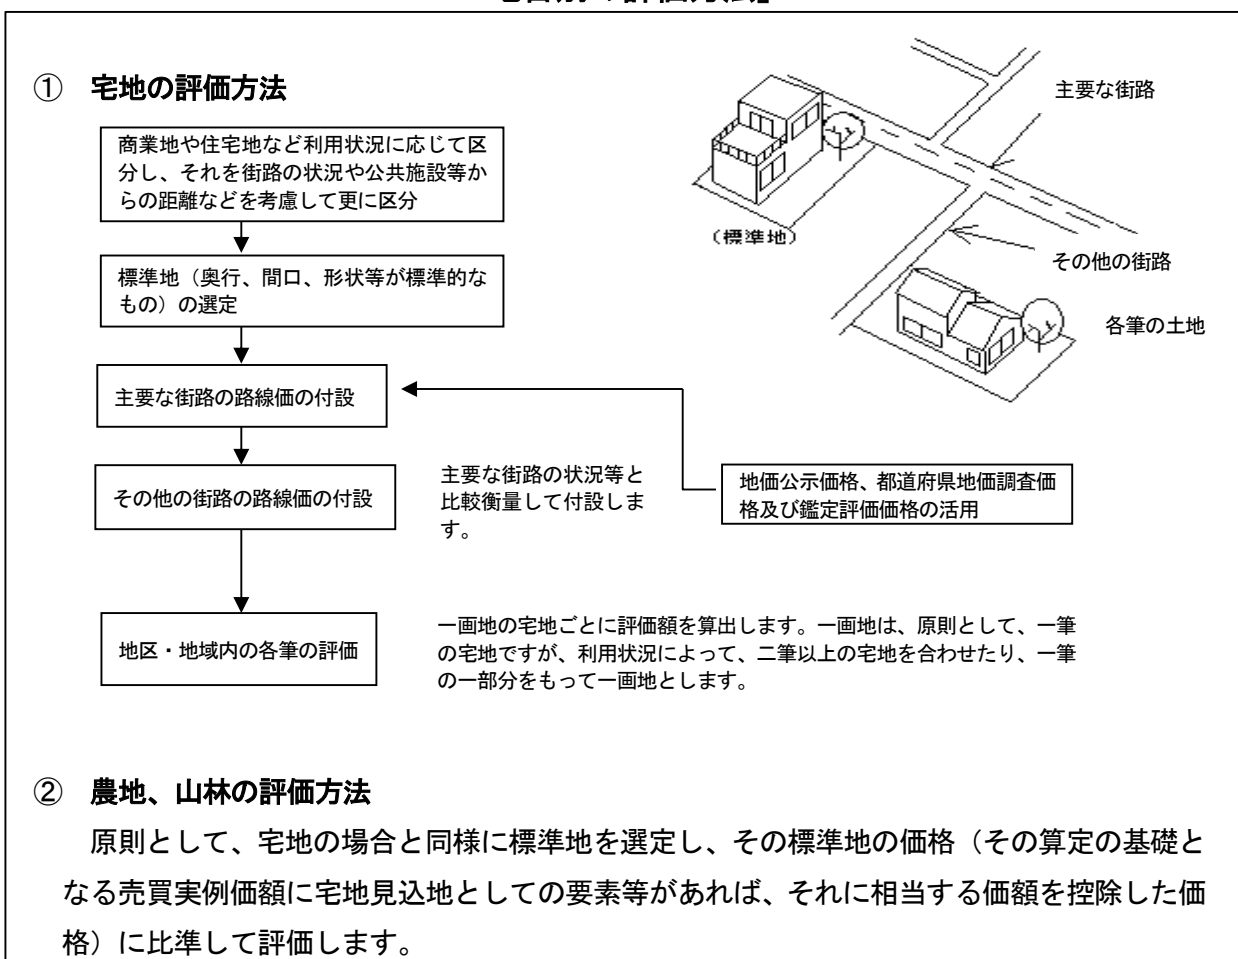 ① 宅地の評価方法
商業地や住宅地など利用状況に応じて区
分し、それを街路の状況や公共施設等か
らの距離などを考慮して更に区分
標準地（奥行、間口、形状等が標準的な
もの）の選定
主要な街路の路線価の付設
その他の街路の路線価の付設
地区・地域内の各筆の評価
主要な街路の状況等と
比較衡量して付設しま
す。
地価公示価格、都道府県地価調査価
格及び鑑定評価価格の活用
一画地の宅地ごとに評価額を算出します。一画地は、原則として、一筆
の宅地ですが、利用状況によって、二筆以上の宅地を合わせたり、一筆
の一部分をもって一画地とします。
主要な街路
（標準地）
その他の街路
各筆の土地
② 農地、山林の評価方法
原則として、宅地の場合と同様に標準地を選定し、その標準地の価格（その算定の基礎と
なる売買実例価額に宅地見込地としての要素等があれば、それに相当する価額を控除した価
格）に比準して評価します。